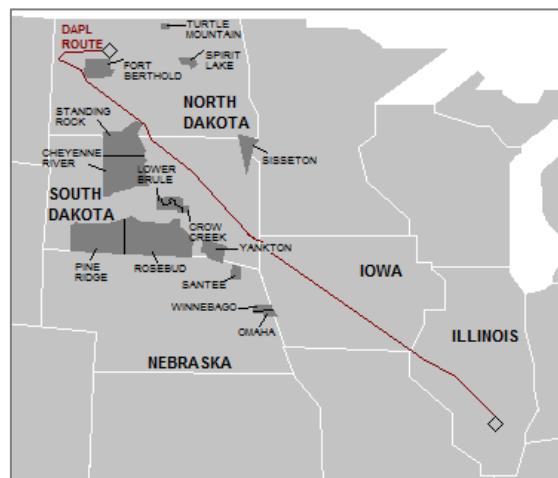 DAPL
ROUTE
TURTLE
MOUNTAIN
FORT
BERTHOLD
SPIRIT
LAKE
NORTH
DAKOTA
STANDING
ROCK
CHEYENNE
RIVER
SISSETON
LOWER
BRULE
SOUTH
DAKOTA
CROW
CREEK
YANKTON
PINE
RIDGE
ROSEBUD
SANTEE
IOWA
WINNEBAGO
OMAHA
ILLINOIS
NEBRASKA